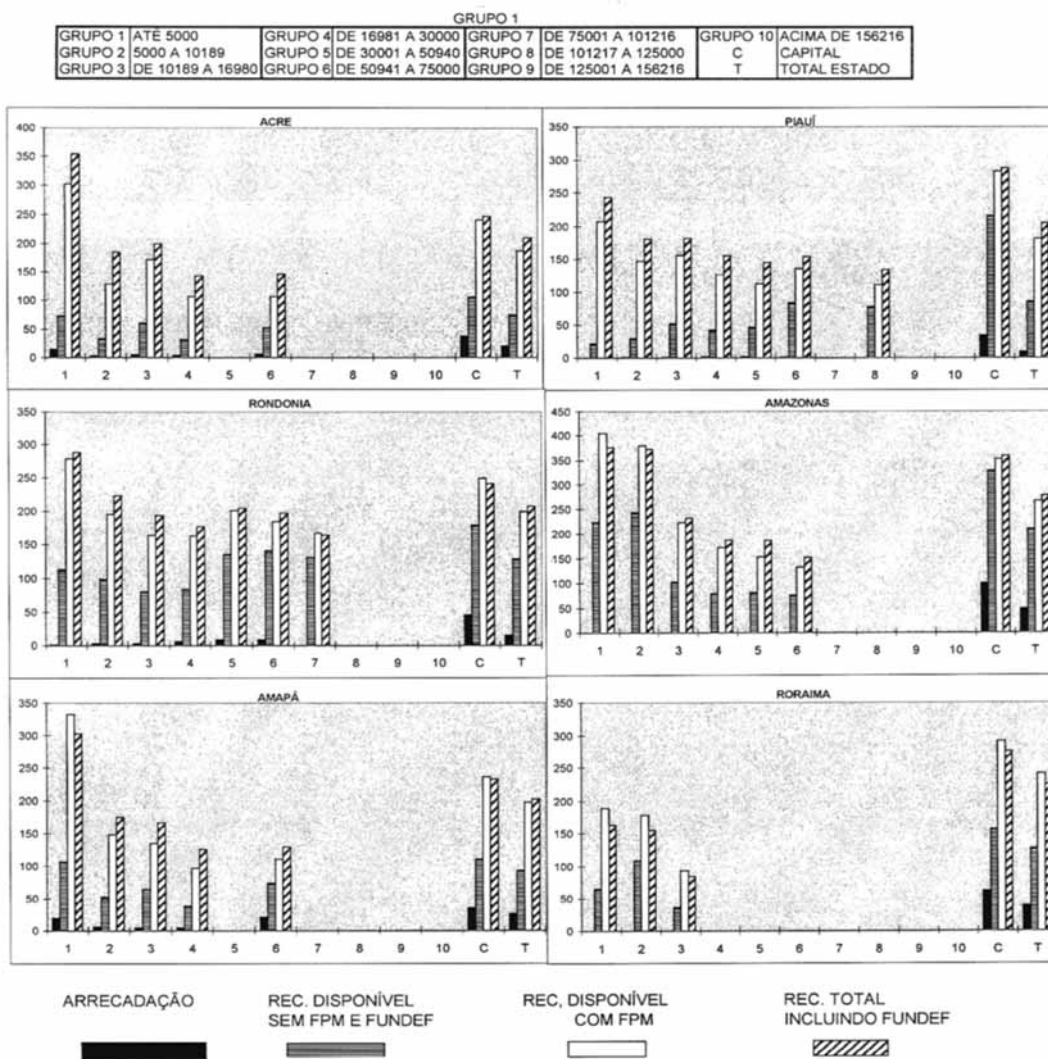 GRUPO 1
GRUPO 1 ATÉ 5000 GRUPO 4 DE 16981 A 30000 GRUPO 7 DE 75001 A 101216 GRUPO 10 ACIMA DE 156216
GRUPO 2 5000 A 10189 GRUPO 5 DE 30001 A 50940 GRUPO 8 DE 101217 A 125000 C CAPITAL
GRUPO 3 DE 10189 A 16980 GRUPO 6 DE 50941 A 75000 GRUPO 9 DE 125001 A 156216 T TOTAL ESTADO
ACRE
400
350
300
250
200
150
100
50
0
1 2 3 4 5 6 7 8 9 10 C T
PIAUÍ
350
300
250
200
150
100
50
0
1 2 3 4 5 6 7 8 9 10 C T
RONDONIA
350
300
250
200
150
100
50
0
1 2 3 4 5 6 7 8 9 10 C T
AMAZONAS
450
400
350
300
250
200
150
100
50
0
1 2 3 4 5 6 7 8 9 10 C T
AMAPÁ
350
300
250
200
150
100
50
0
1 2 3 4 5 6 7 8 9 10 C T
RORAIMA
350
300
250
200
150
100
50
0
1 2 3 4 5 6 7 8 9 10 C T
ARRECADAÇÃO REC. DISPONÍVEL REC, DISPONÍVEL REC. TOTAL
SEM FPM E FUNDEF COM FPM INCLUINDO FUNDEF